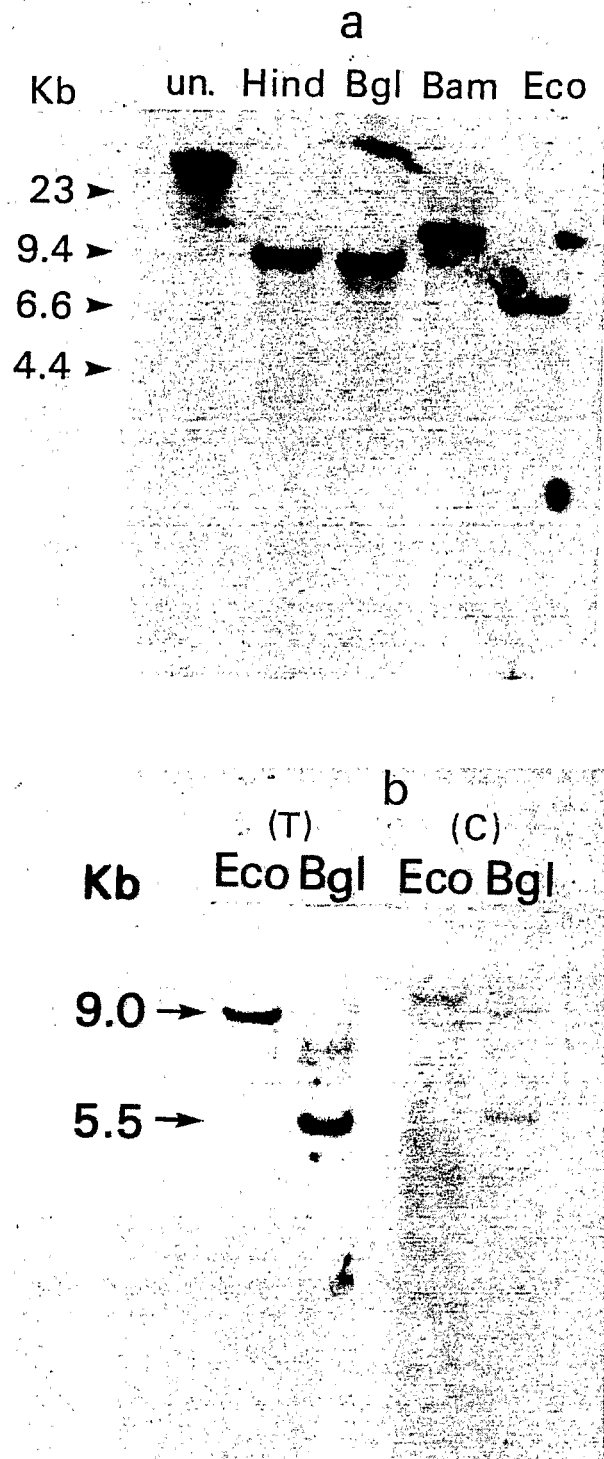 a
Kb un. Hind Bgl Bam Eco
23
9.4
6.6
4.4
b
(T) (C)
Kb Eco Bgl Eco Bgl
9.0
5.5